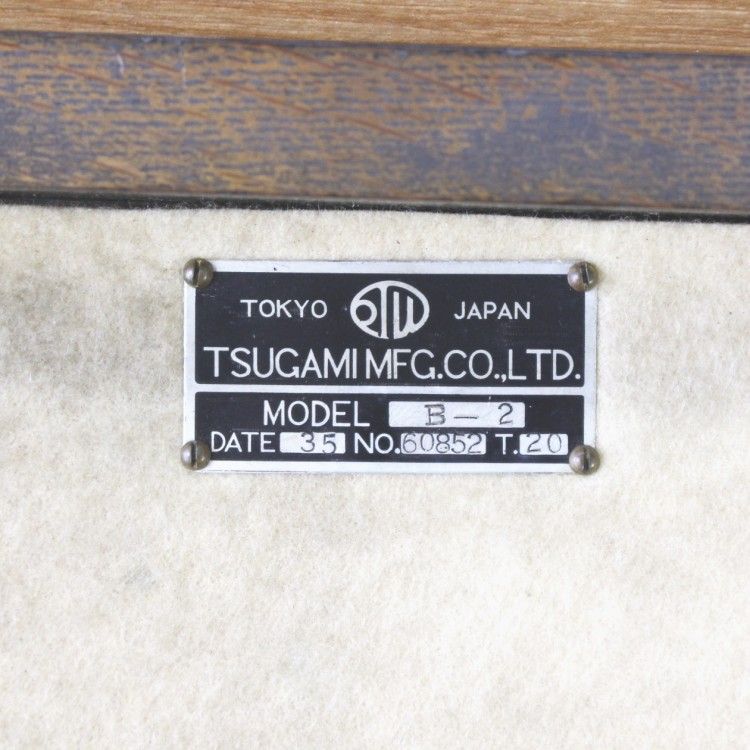 TOKYO JAPAN
TSUGAMI MFG.CO.,LTD.
MODEL B-2
DATE 35 NO.60852 T.20